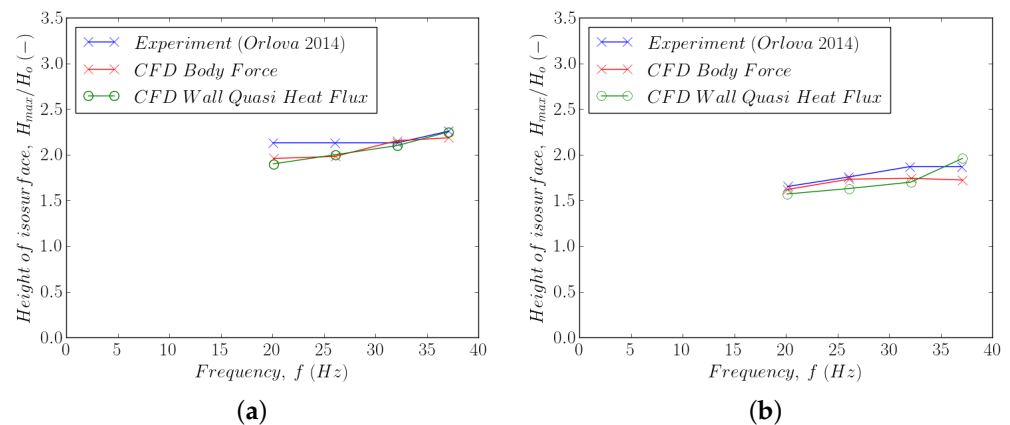 3.5
3.0
2.5
2.0
1.5
1.0
0.5
0.0
Height of isosurface, H_max/H_o (−)
Experiment (Orlova 2014)
CFD Body Force
CFD Wall Quasi Heat Flux
0 5 10 15 20 25 30 35 40
Frequency, f (Hz)
(a)
3.5
3.0
2.5
2.0
1.5
1.0
0.5
0.0
Height of isosurface, H_max/H_o (−)
Experiment (Orlova 2014)
CFD Body Force
CFD Wall Quasi Heat Flux
0 5 10 15 20 25 30 35 40
Frequency, f (Hz)
(b)